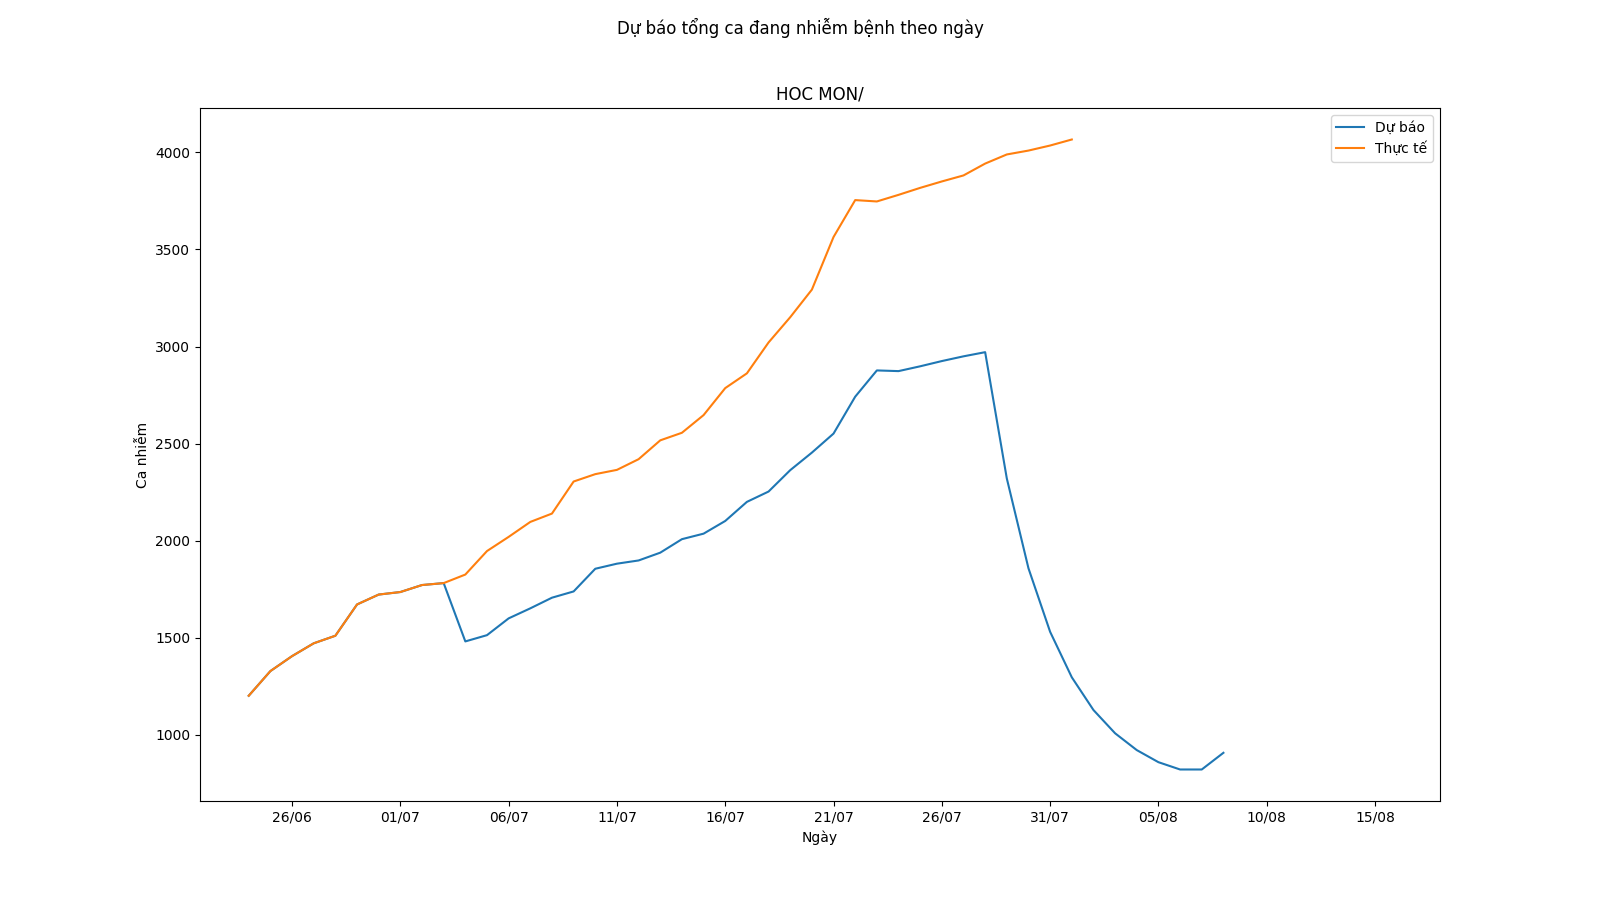 Dự báo tổng ca đang nhiễm bệnh theo ngày
HOC MON/
Dự báo
Thực tế
4000
3500
3000
2500
2000
1500
1000
Ca nhiễm
26/06 01/07 06/07 11/07 16/07 21/07 26/07 31/07 05/08 10/08 15/08
Ngày